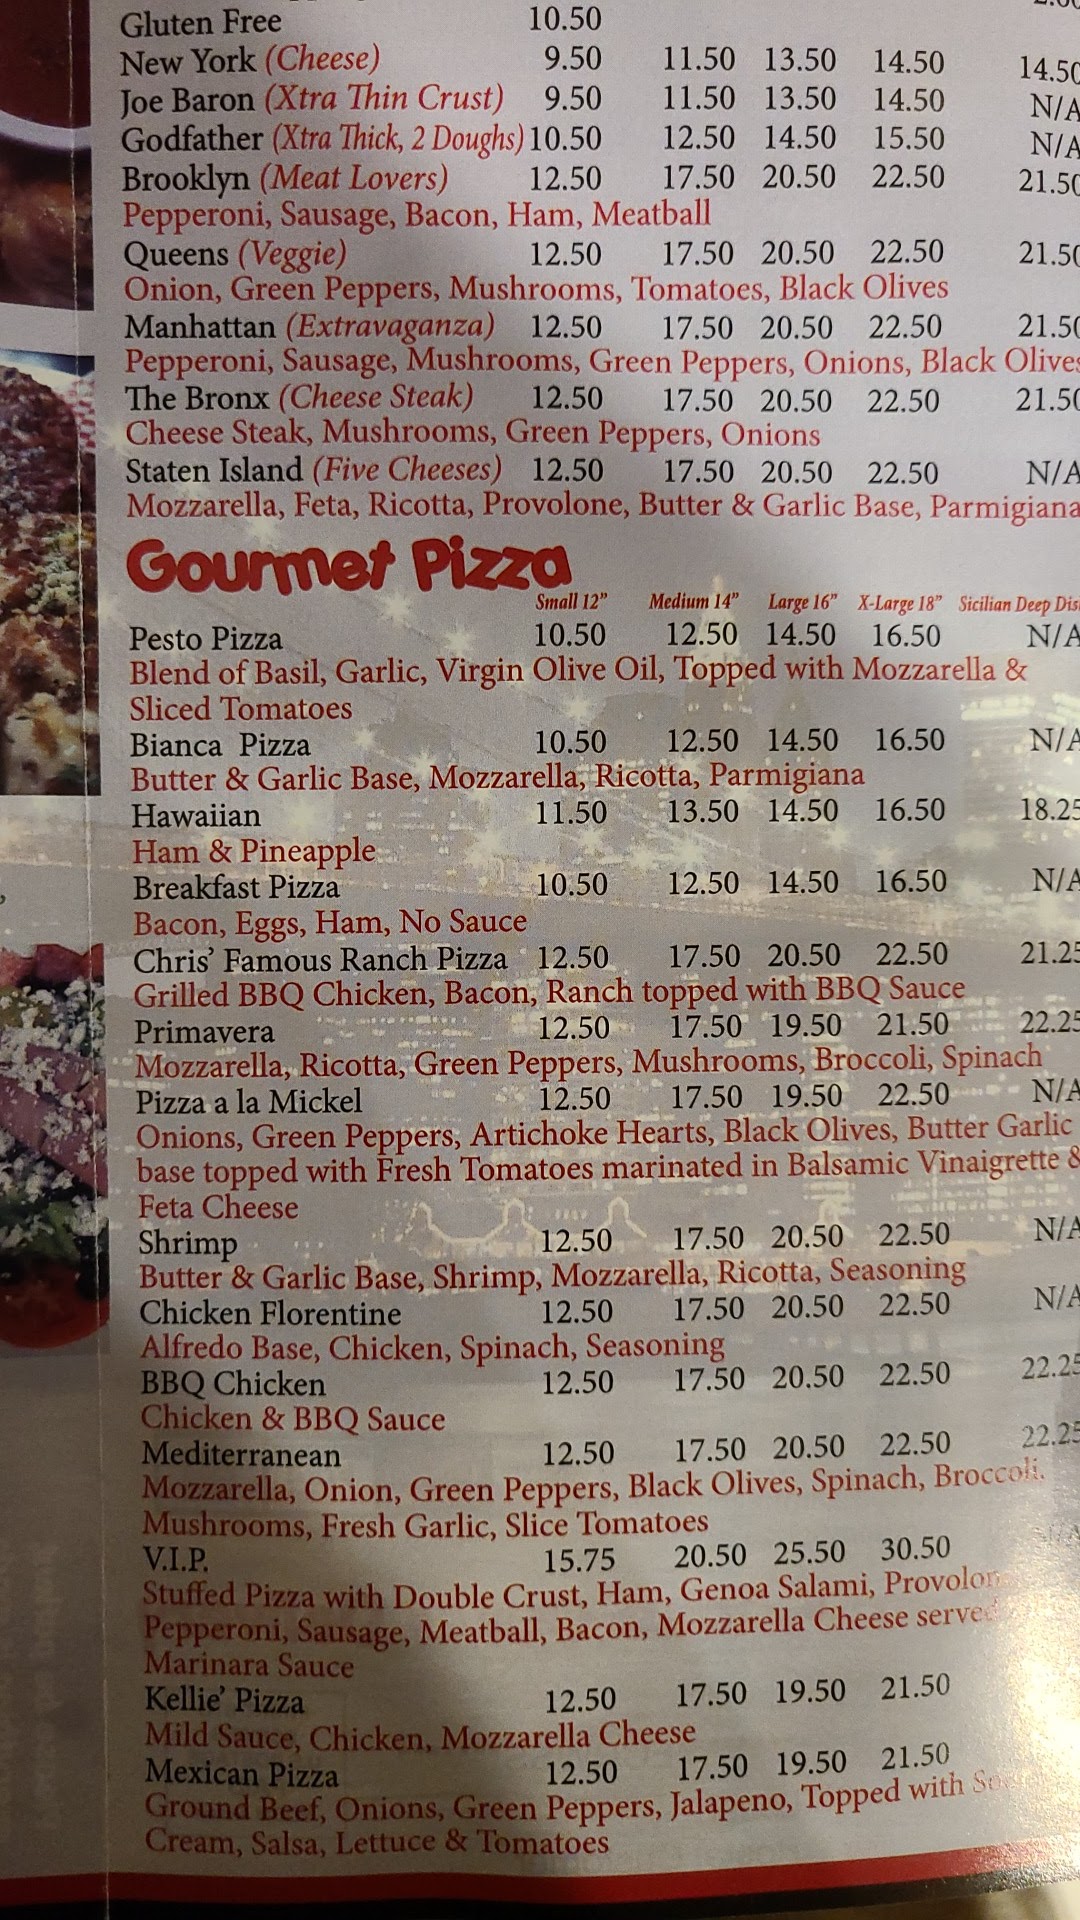 Gluten Free 10.50
New York (Cheese) 9.50 11.50 13.50 14.50 14.50
Joe Baron (Xtra Thin Crust) 9.50 11.50 13.50 14.50 N/A
Godfather (Xtra Thick, 2 Doughs) 10.50 12.50 14.50 15.50 N/A
Brooklyn (Meat Lovers) 12.50 17.50 20.50 22.50 21.50
Pepperoni, Sausage, Bacon, Ham, Meatball
Queens (Veggie) 12.50 17.50 20.50 22.50 21.50
Onion, Green Peppers, Mushrooms, Tomatoes, Black Olives
Manhattan (Extravaganza) 12.50 17.50 20.50 22.50 21.50
Pepperoni, Sausage, Mushrooms, Green Peppers, Onions, Black Olives
The Bronx (Cheese Steak) 12.50 17.50 20.50 22.50 21.50
Cheese Steak, Mushrooms, Green Peppers, Onions
Staten Island (Five Cheeses) 12.50 17.50 20.50 22.50 N/A
Mozzarella, Feta, Ricotta, Provolone, Butter & Garlic Base, Parmigiana
Gourmet Pizza
Small 12” Medium 14” Large 16” X-Large 18” Sicilian Deep Dis
Pesto Pizza 10.50 12.50 14.50 16.50 N/A
Blend of Basil, Garlic, Virgin Olive Oil, Topped with Mozzarella &
Sliced Tomatoes
Bianca Pizza 10.50 12.50 14.50 16.50 N/A
Butter & Garlic Base, Mozzarella, Ricotta, Parmigiana
Hawaiian 11.50 13.50 14.50 16.50 18.25
Ham & Pineapple
Breakfast Pizza 10.50 12.50 14.50 16.50 N/A
Bacon, Eggs, Ham, No Sauce
Chris’ Famous Ranch Pizza 12.50 17.50 20.50 22.50 21.25
Grilled BBQ Chicken, Bacon, Ranch topped with BBQ Sauce
Primavera 12.50 17.50 19.50 21.50 22.25
Mozzarella, Ricotta, Green Peppers, Mushrooms, Broccoli, Spinach
Pizza a la Mickel 12.50 17.50 19.50 22.50 N/A
Onions, Green Peppers, Artichoke Hearts, Black Olives, Butter Garlic
base topped with Fresh Tomatoes marinated in Balsamic Vinaigrette &
Feta Cheese
Shrimp 12.50 17.50 20.50 22.50 N/A
Butter & Garlic Base, Shrimp, Mozzarella, Ricotta, Seasoning
Chicken Florentine 12.50 17.50 20.50 22.50 N/A
Alfredo Base, Chicken, Spinach, Seasoning
BBQ Chicken 12.50 17.50 20.50 22.50 22.25
Chicken & BBQ Sauce
Mediterranean 12.50 17.50 20.50 22.50 22.25
Mozzarella, Onion, Green Peppers, Black Olives, Spinach, Broccoli.
Mushrooms, Fresh Garlic, Slice Tomatoes
V.I.P. 15.75 20.50 25.50 30.50
Stuffed Pizza with Double Crust, Ham, Genoa Salami, Provolon
Pepperoni, Sausage, Meatball, Bacon, Mozzarella Cheese served
Marinara Sauce
Kellie’ Pizza 12.50 17.50 19.50 21.50
Mild Sauce, Chicken, Mozzarella Cheese
Mexican Pizza 12.50 17.50 19.50 21.50
Ground Beef, Onions, Green Peppers, Jalapeno, Topped with
Cream, Salsa, Lettuce & Tomatoes